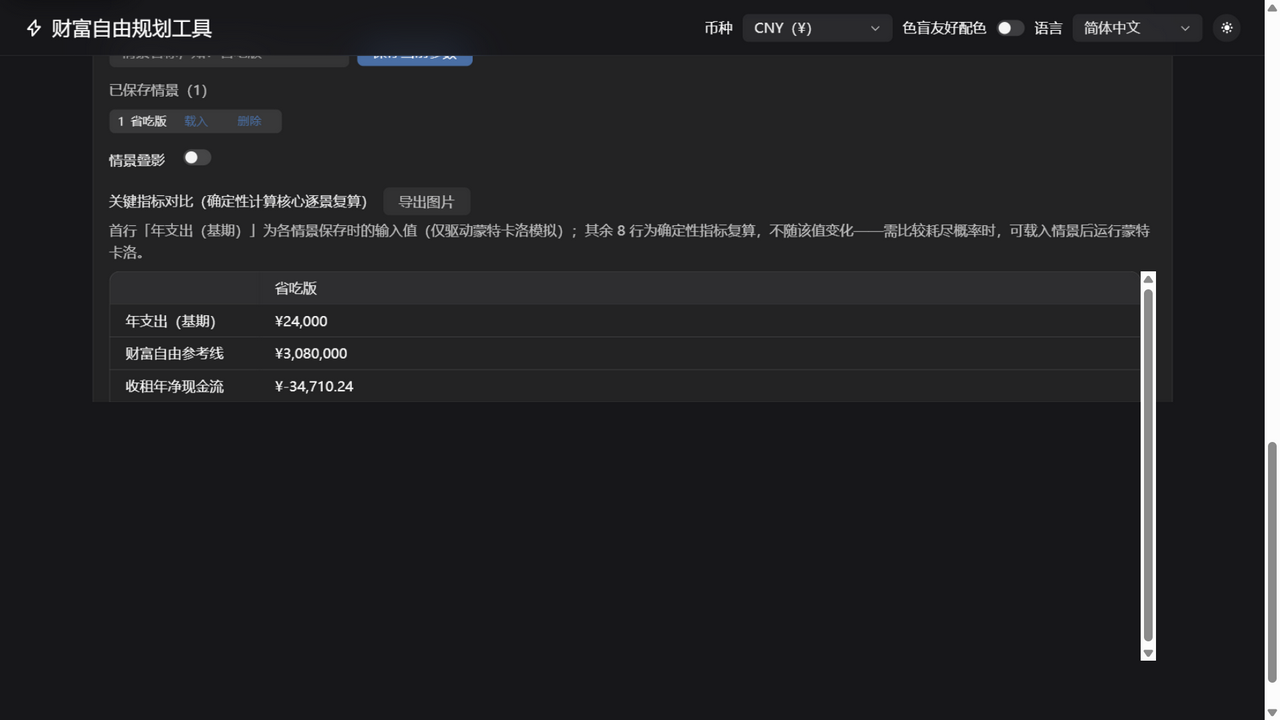 财富自由规划工具
币种 CNY（¥） 色盲友好配色 语言 简体中文
已保存情景（1）
1 省吃版 载入 删除
情景叠影
关键指标对比（确定性计算核心逐景复算） 导出图片
首行「年支出（基期）」为各情景保存时的输入值（仅驱动蒙特卡洛模拟）；其余 8 行为确定性指标复算，不随该值变化——需比较耗尽概率时，可载入情景后运行蒙特
卡洛。
省吃版
年支出（基期） ¥24,000
财富自由参考线 ¥3,080,000
收租年净现金流 ¥-34,710.24